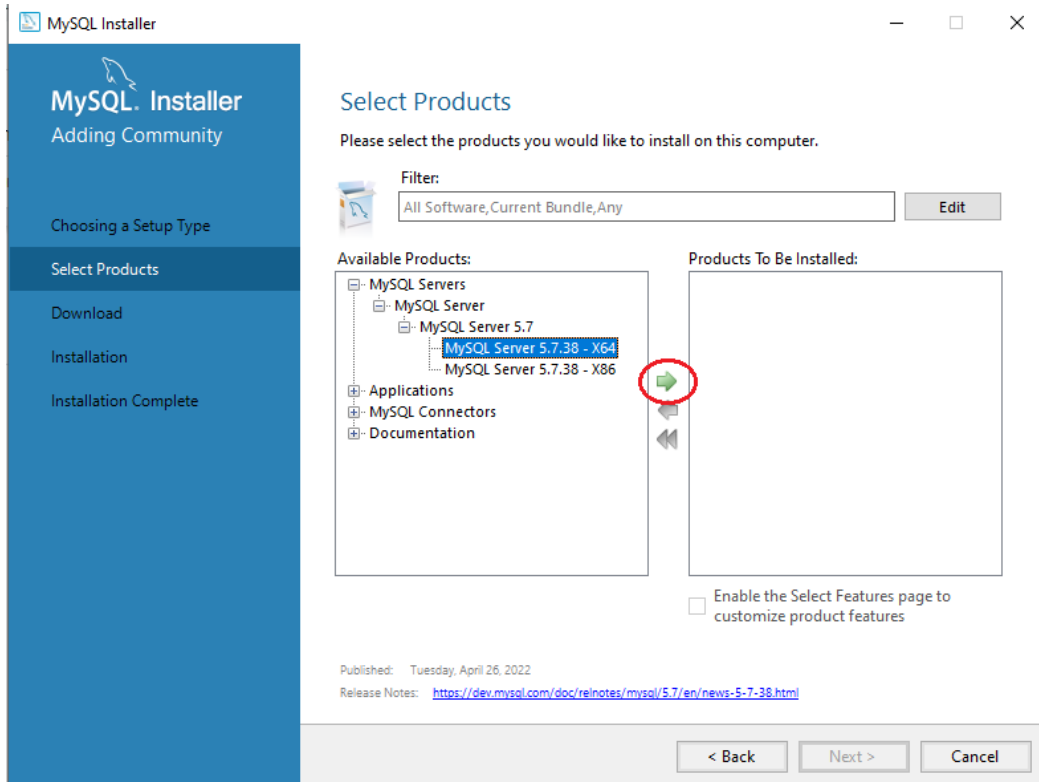 MySQL Installer
MySQL. Installer
Adding Community
Choosing a Setup Type
Select Products
Download
Installation
Installation Complete
Select Products
Please select the products you would like to install on this computer.
Filter:
All Software,Current Bundle,Any
Edit
Available Products:
MySQL Servers
MySQL Server
MySQL Server 5.7
MySQL Server 5.7.38 - X64
MySQL Server 5.7.38 - X86
Applications
MySQL Connectors
Documentation
Products To Be Installed:
Enable the Select Features page to
customize product features
Published: Tuesday, April 26, 2022
Release Notes: https://dev.mysql.com/doc/relnotes/mysql/5.7/en/news-5-7-38.html
< Back
Next >
Cancel